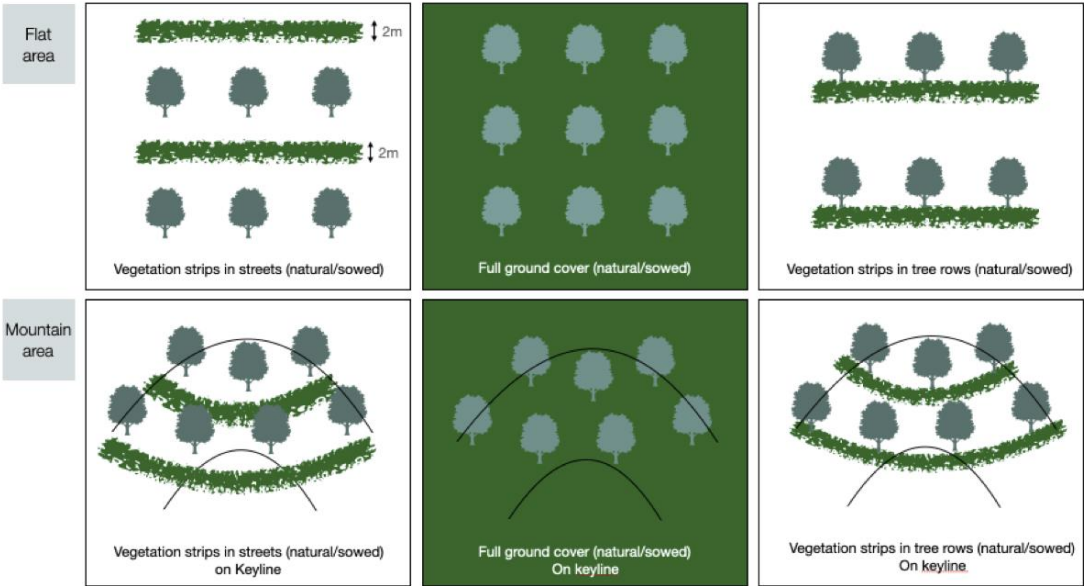 Flat
area
2m
2m
Vegetation strips in streets (natural/sowed)
Full ground cover (natural/sowed)
Vegetation strips in tree rows (natural/sowed)
Mountain
area
Vegetation strips in streets (natural/sowed)
on Keyline
Full ground cover (natural/sowed)
On keyline
Vegetation strips in tree rows (natural/sowed)
On keyline